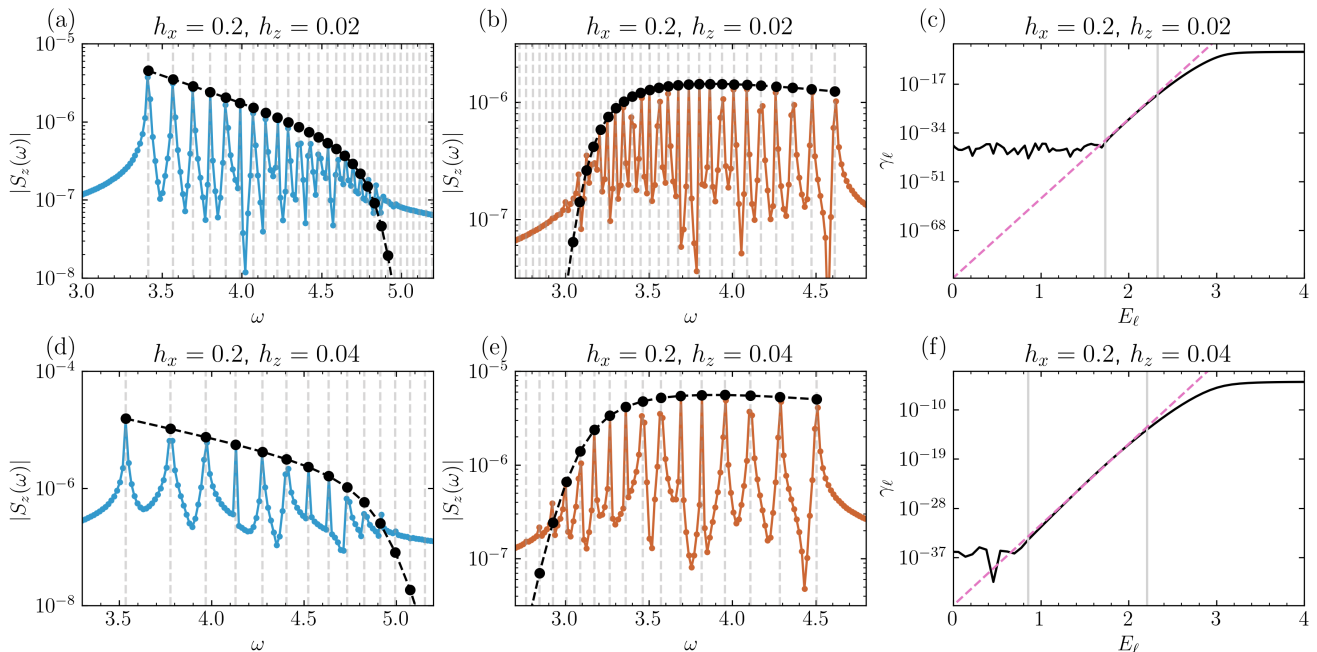 (a) hₓ = 0.2, h_z = 0.02
10⁻⁵
10⁻⁶
10⁻⁷
10⁻⁸
|S_z(ω)|
3.0 3.5 4.0 4.5 5.0
ω
(b) hₓ = 0.2, h_z = 0.02
10⁻⁶
10⁻⁷
|S_z(ω)|
3.0 3.5 4.0 4.5
ω
(c) hₓ = 0.2, h_z = 0.02
10⁻¹⁷
10⁻³⁴
10⁻⁵¹
10⁻⁶⁸
γ_ℓ
0 1 2 3 4
E_ℓ
(d) hₓ = 0.2, h_z = 0.04
10⁻⁴
10⁻⁶
10⁻⁸
|S_z(ω)|
3.5 4.0 4.5 5.0
ω
(e) hₓ = 0.2, h_z = 0.04
10⁻⁵
10⁻⁶
10⁻⁷
|S_z(ω)|
3.0 3.5 4.0 4.5
ω
(f) hₓ = 0.2, h_z = 0.04
10⁻¹⁰
10⁻¹⁹
10⁻²⁸
10⁻³⁷
γ_ℓ
0 1 2 3 4
E_ℓ